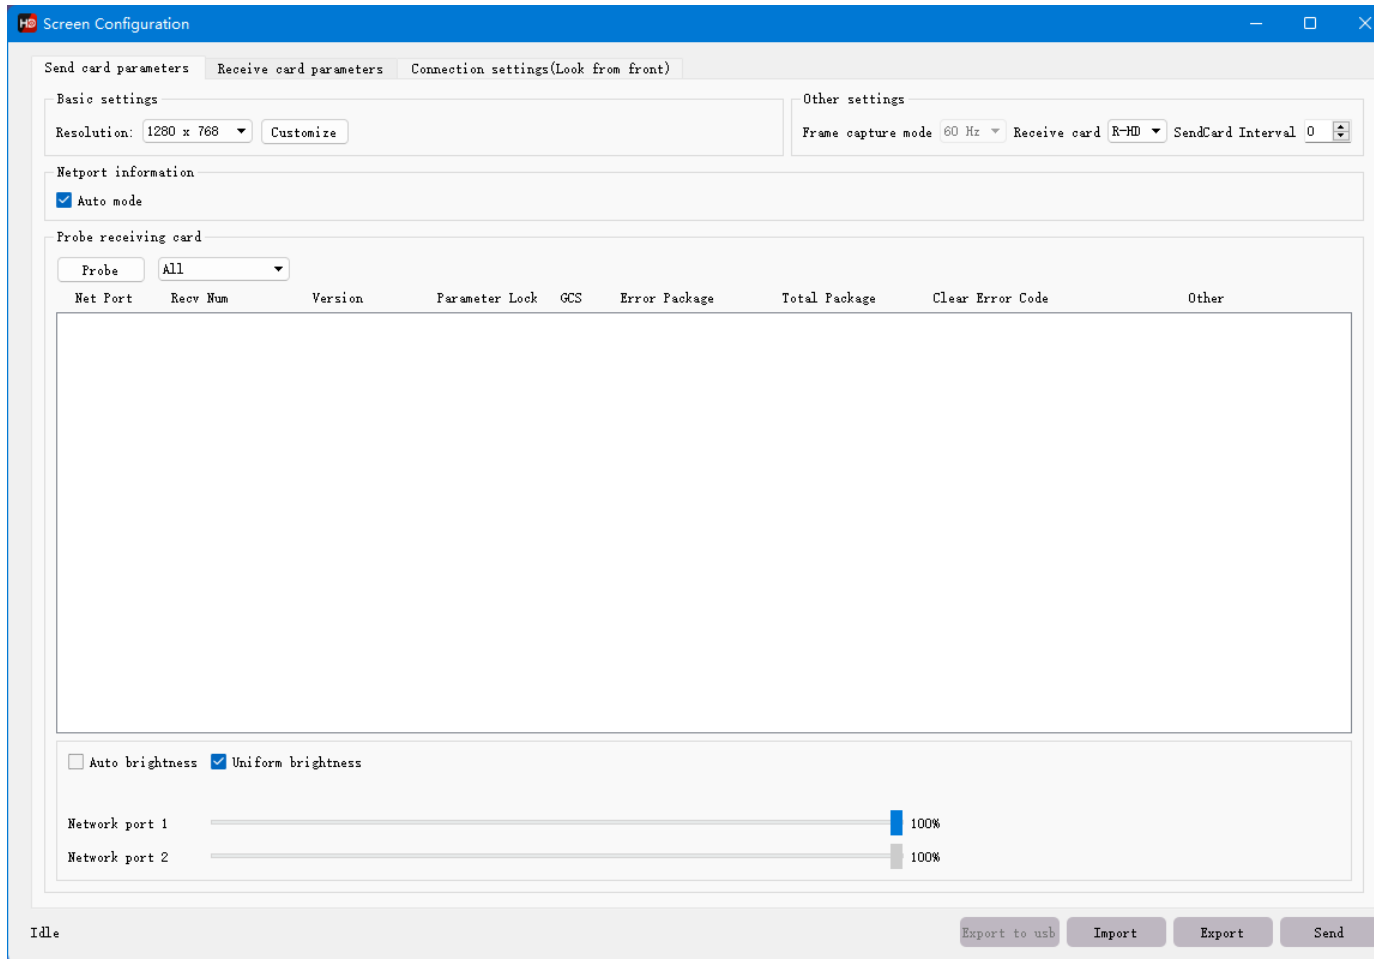 HD Screen Configuration
Send card parameters Receive card parameters Connection settings(Look from front)
Basic settings Other settings
Resolution: 1280 x 768 Customize Frame capture mode 60 Hz Receive card R-HD SendCard Interval 0
Netport information
Auto mode
Probe receiving card
Probe All
Net Port Recv Num Version Parameter Lock GCS Error Package Total Package Clear Error Code Other
Auto brightness Uniform brightness
Network port 1 100%
Network port 2 100%
Idle Export to usb Import Export Send